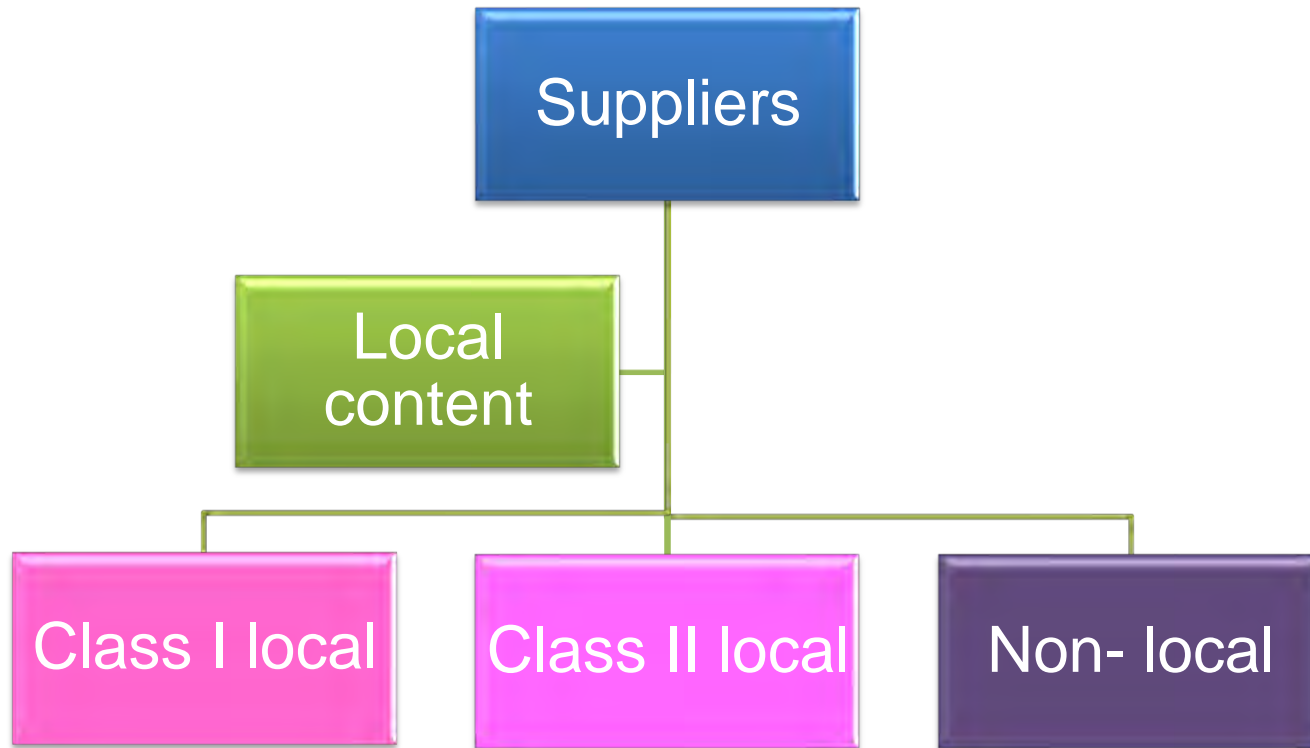 Suppliers
Local
content
Class I local
Class II local
Non- local